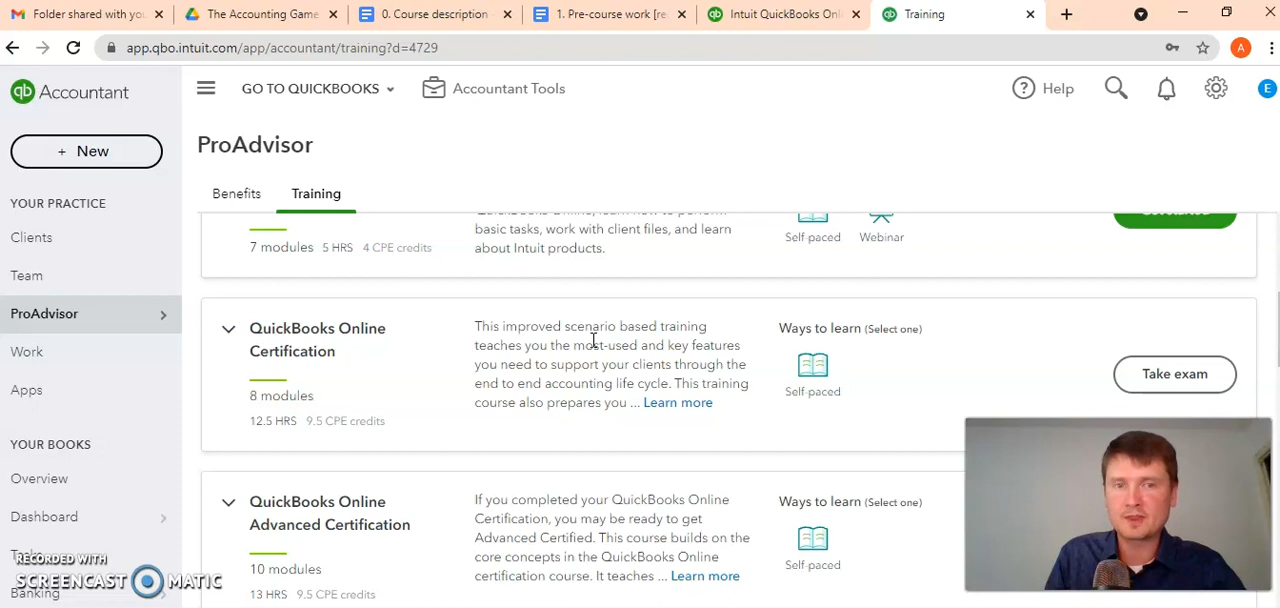 Folder shared with you
The Accounting Game
0. Course description -
1. Pre-course work [re
Intuit QuickBooks Onl
Training
app.qbo.intuit.com/app/accountant/training?d=4729
A
qb Accountant
GO TO QUICKBOOKS
Accountant Tools
? Help
E
+ New
ProAdvisor
Benefits
Training
YOUR PRACTICE
Clients
Team
ProAdvisor
Work
Apps
YOUR BOOKS
Overview
Dashboard
Banking
QuickBooks Online, learn how to perform
basic tasks, work with client files, and learn
about Intuit products.
7 modules 5 HRS 4 CPE credits
Self-paced
Webinar
QuickBooks Online
Certification
8 modules
12.5 HRS 9.5 CPE credits
This improved scenario based training
teaches you the most-used and key features
you need to support your clients through the
end to end accounting life cycle. This training
course also prepares you ... Learn more
Ways to learn (Select one)
Self-paced
Take exam
QuickBooks Online
Advanced Certification
10 modules
13 HRS 9.5 CPE credits
If you completed your QuickBooks Online
Certification, you may be ready to get
Advanced Certified. This course builds on the
core concepts in the QuickBooks Online
certification course. It teaches ... Learn more
Ways to learn (Select one)
Self-paced
RECORDED WITH
SCREENCAST MATIC